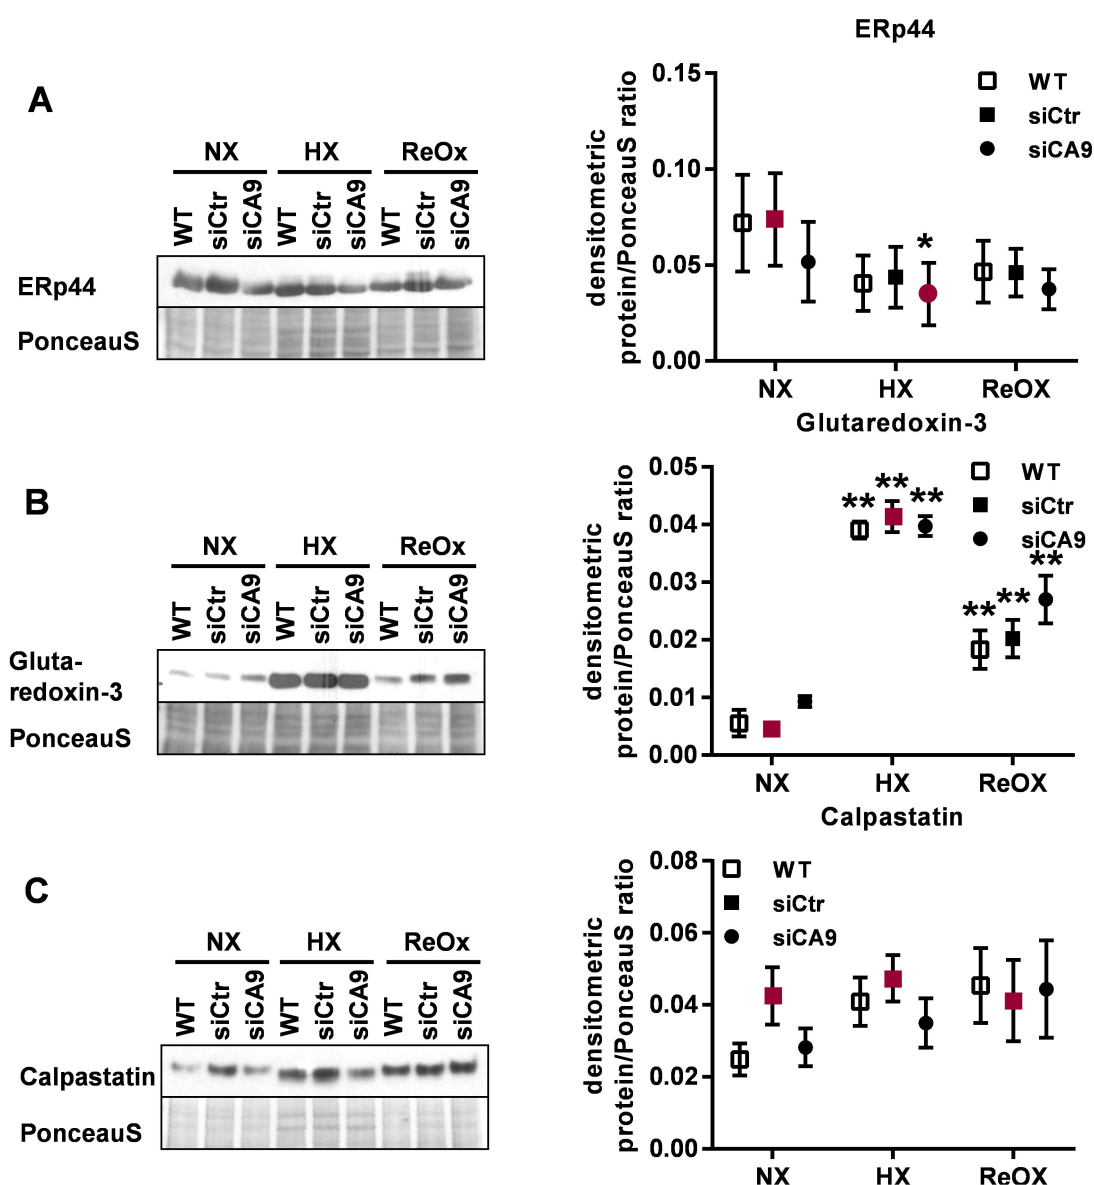 A
NX HX ReOx
WT siCtr siCA9 WT siCtr siCA9 WT siCtr siCA9
ERp44
PonceauS
ERp44
densitometric
protein/PonceauS ratio
0.15
0.10
0.05
0.00
WT
siCtr
siCA9
*
NX HX ReOX
B
NX HX ReOx
WT siCtr siCA9 WT siCtr siCA9 WT siCtr siCA9
Gluta-
redoxin-3
PonceauS
Glutaredoxin-3
densitometric
protein/PonceauS ratio
0.05
0.04
0.03
0.02
0.01
0.00
WT
siCtr
siCA9
** ** **
** ** **
NX HX ReOX
C
NX HX ReOx
WT siCtr siCA9 WT siCtr siCA9 WT siCtr siCA9
Calpastatin
PonceauS
Calpastatin
densitometric
protein/PonceauS ratio
0.08
0.06
0.04
0.02
0.00
WT
siCtr
siCA9
NX HX ReOX